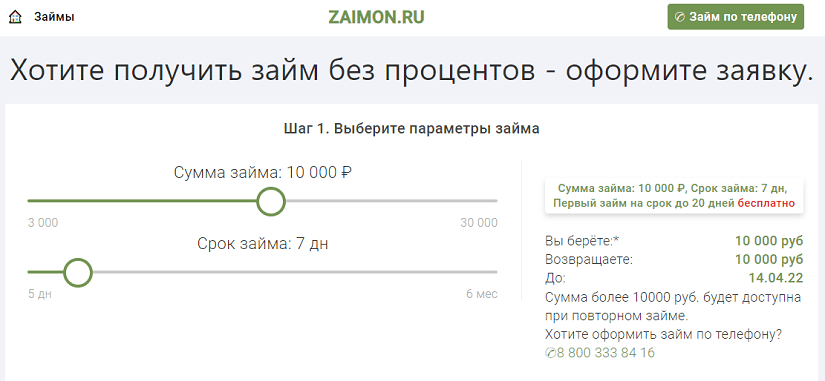 Займы
ZAIMON.RU
✆ Займ по телефону
Хотите получить займ без процентов - оформите заявку.
Шаг 1. Выберите параметры займа
Сумма займа: 10 000 ₽
3 000
30 000
Срок займа: 7 дн
5 дн
6 мес
Сумма займа: 10 000 ₽, Срок займа: 7 дн,
Первый займ на срок до 20 дней бесплатно
Вы берёте:* 10 000 руб
Возвращаете: 10 000 руб
До: 14.04.22
Сумма более 10000 руб. будет доступна
при повторном займе.
Хотите оформить займ по телефону?
✆8 800 333 84 16